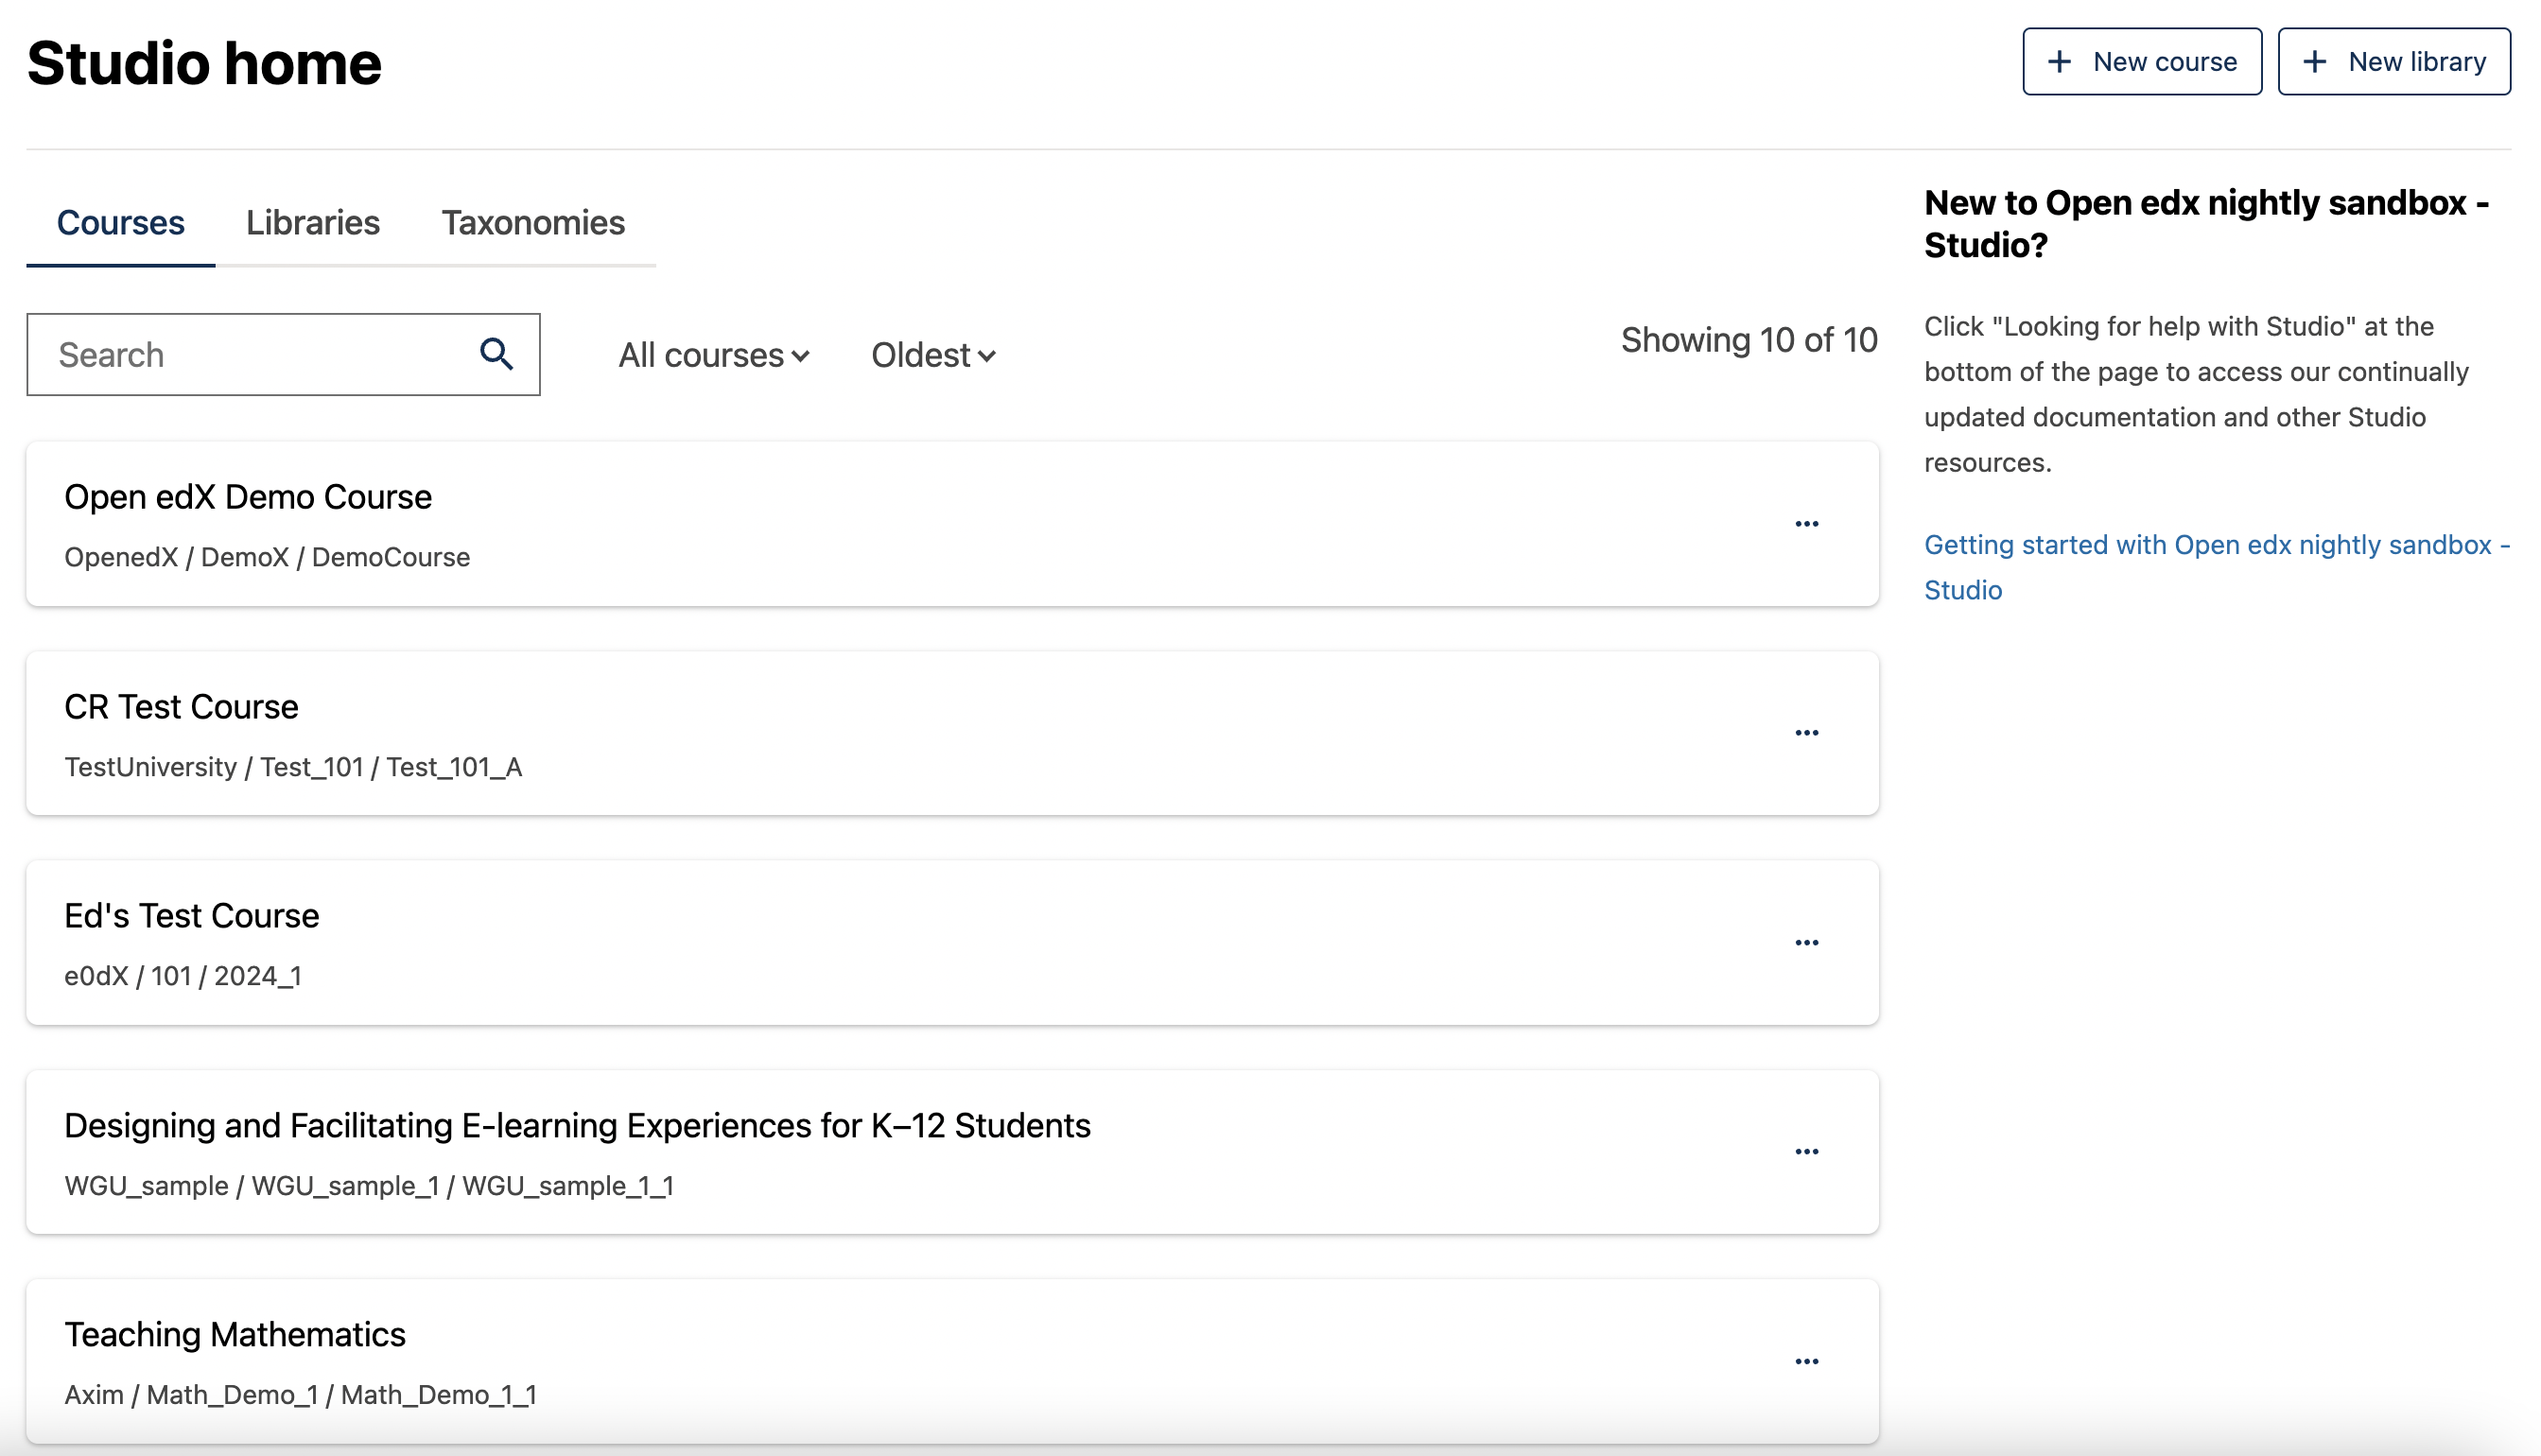 Studio home
New course
New library
Courses
Libraries
Taxonomies
Search
All courses
Oldest
Showing 10 of 10
Open edX Demo Course
OpenedX / DemoX / DemoCourse
CR Test Course
TestUniversity / Test_101 / Test_101_A
Ed's Test Course
e0dX / 101 / 2024_1
Designing and Facilitating E-learning Experiences for K–12 Students
WGU_sample / WGU_sample_1 / WGU_sample_1_1
Teaching Mathematics
Axim / Math_Demo_1 / Math_Demo_1_1
New to Open edx nightly sandbox -
Studio?
Click "Looking for help with Studio" at the
bottom of the page to access our continually
updated documentation and other Studio
resources.
Getting started with Open edx nightly sandbox -
Studio